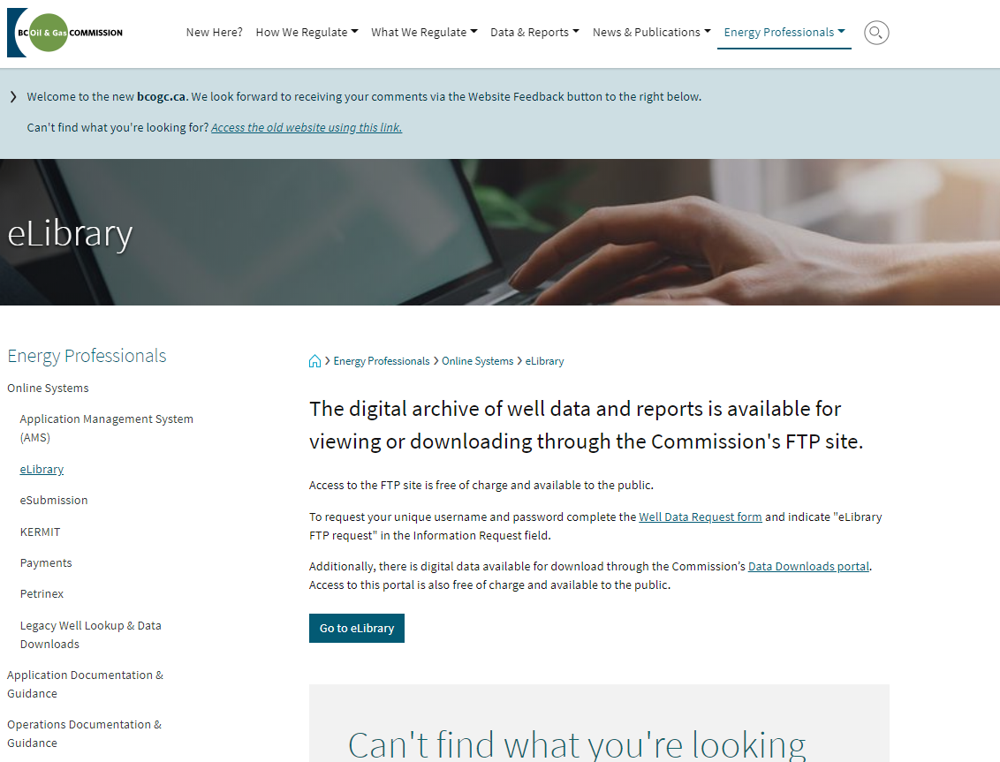 BC Oil & Gas COMMISSION
New Here? How We Regulate What We Regulate Data & Reports News & Publications Energy Professionals
Welcome to the new bcogc.ca. We look forward to receiving your comments via the Website Feedback button to the right below.
Can't find what you're looking for? Access the old website using this link.
eLibrary
Energy Professionals
Online Systems
Application Management System
(AMS)
eLibrary
eSubmission
KERMIT
Payments
Petrinex
Legacy Well Lookup & Data
Downloads
Application Documentation &
Guidance
Operations Documentation &
Guidance
Energy Professionals Online Systems eLibrary
The digital archive of well data and reports is available for
viewing or downloading through the Commission's FTP site.
Access to the FTP site is free of charge and available to the public.
To request your unique username and password complete the Well Data Request form and indicate "eLibrary
FTP request" in the Information Request field.
Additionally, there is digital data available for download through the Commission’s Data Downloads portal.
Access to this portal is also free of charge and available to the public.
Go to eLibrary
Can't find what you're looking